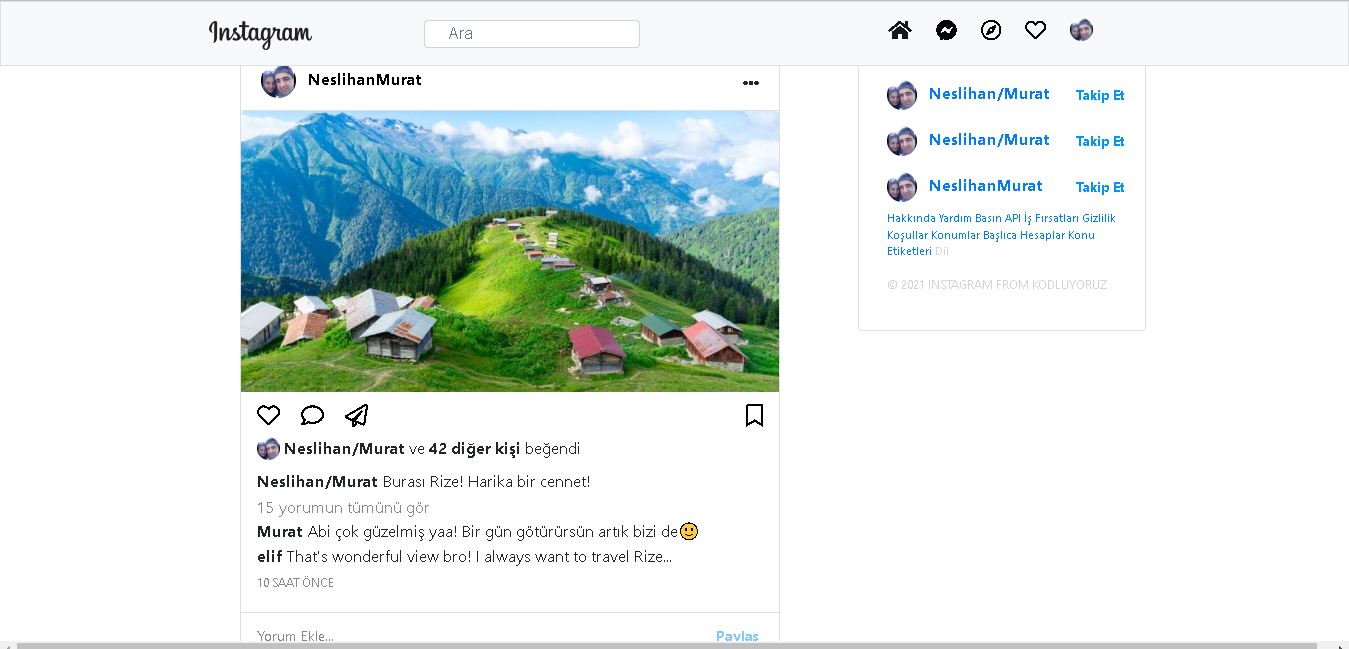 Instagram
Ara
NeslihanMurat
Neslihan/Murat ve 42 diğer kişi beğendi
Neslihan/Murat Burası Rize! Harika bir cennet!
15 yorumun tümünü gör
Murat Abi çok güzelmiş yaa! Bir gün götürürsün artık bizi de🙂
elif That's wonderful view bro! I always want to travel Rize...
10 SAAT ÖNCE
Yorum Ekle...
Paylaş
Neslihan/Murat Takip Et
Neslihan/Murat Takip Et
NeslihanMurat Takip Et
Hakkında Yardım Basın API İş Fırsatları Gizlilik
Koşullar Konumlar Başlıca Hesaplar Konu
Etiketleri Dil
© 2021 INSTAGRAM FROM KODLUYORUZ